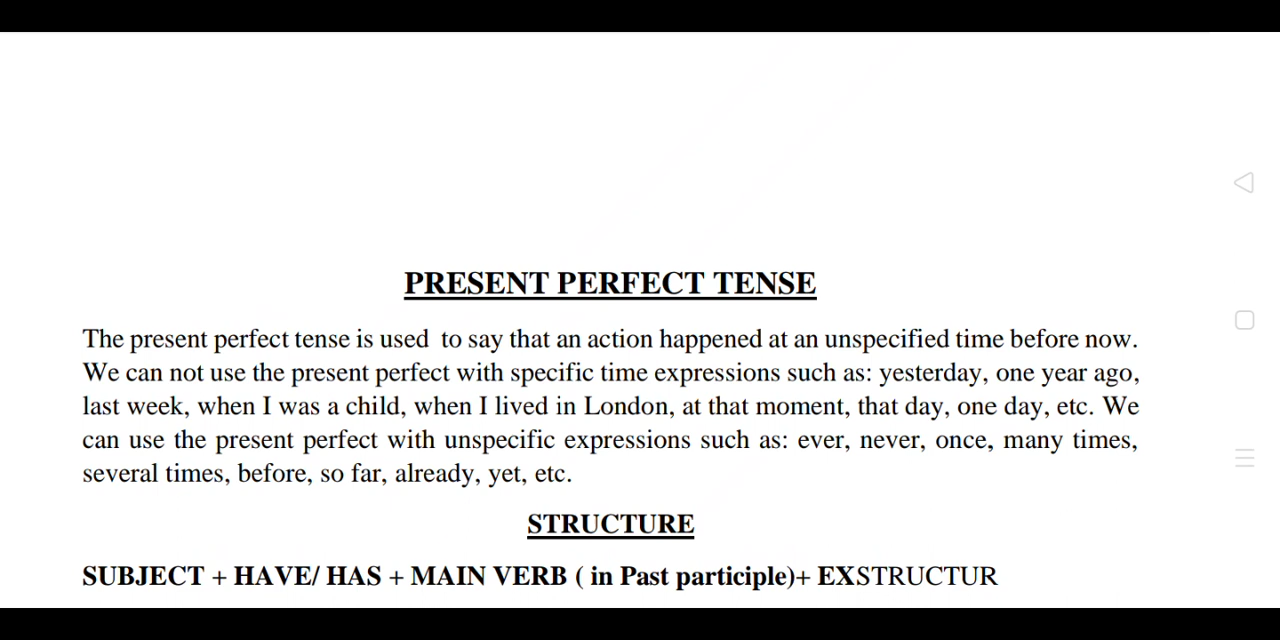 PRESENT PERFECT TENSE
The present perfect tense is used to say that an action happened at an unspecified time before now.
We can not use the present perfect with specific time expressions such as: yesterday, one year ago,
last week, when I was a child, when I lived in London, at that moment, that day, one day, etc. We
can use the present perfect with unspecific expressions such as: ever, never, once, many times,
several times, before, so far, already, yet, etc.
STRUCTURE
SUBJECT + HAVE/ HAS + MAIN VERB ( in Past participle)+ EXSTRUCTUR